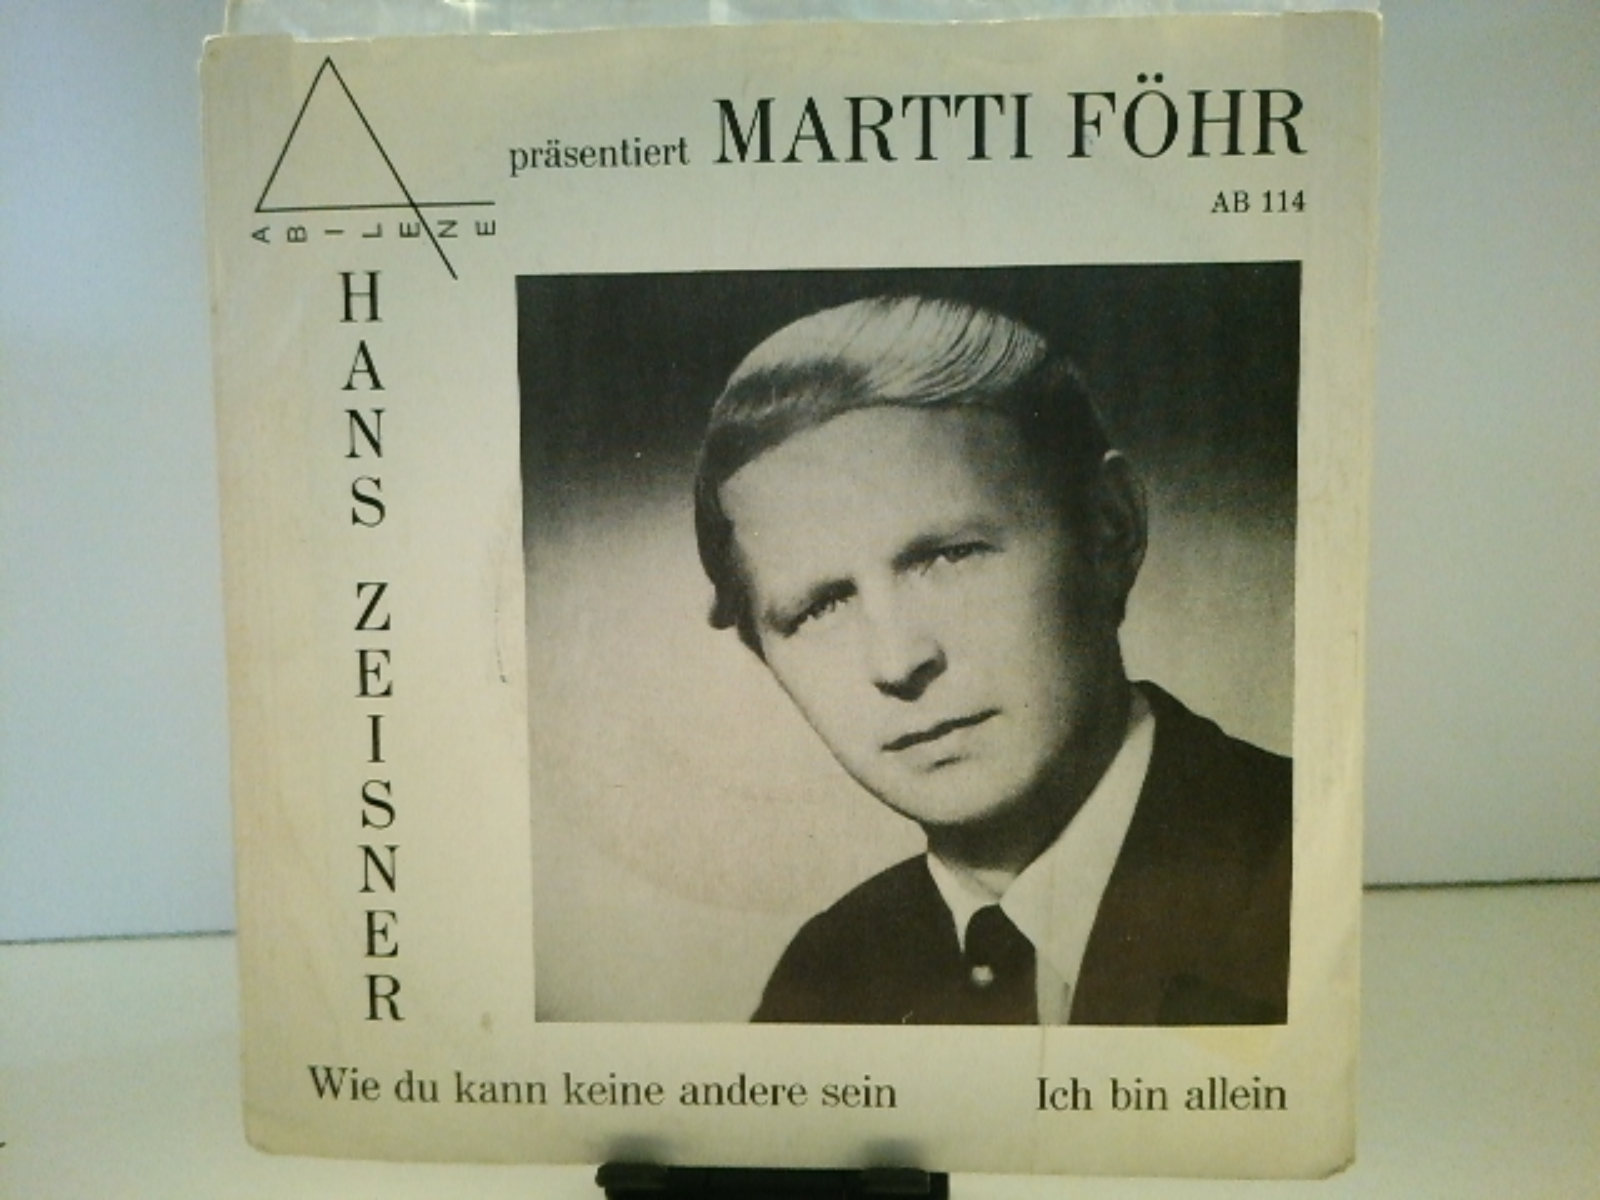 präsentiert MARTTI FÖHR
AB 114
ABILENE
HANS ZEISNER
Wie du kann keine andere sein
Ich bin allein